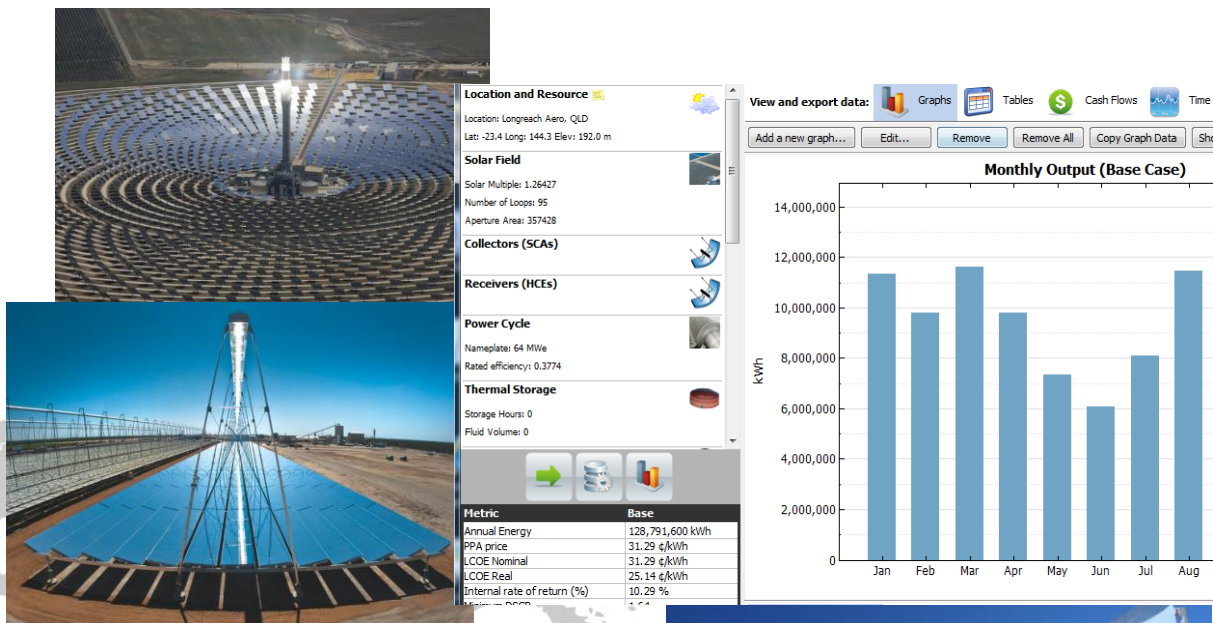 Location and Resource
Location: Longreach Aero, QLD
Lat: -23.4 Long: 144.3 Elev: 192.0 m
Solar Field
Solar Multiple: 1.26427
Number of Loops: 95
Aperture Area: 357428
Collectors (SCAs)
Receivers (HCEs)
Power Cycle
Nameplate: 64 MWe
Rated efficiency: 0.3774
Thermal Storage
Storage Hours: 0
Fluid Volume: 0
Metric Base
Annual Energy 128,791,600 kWh
PPA price 31.29 ¢/kWh
LCOE Nominal 31.29 ¢/kWh
LCOE Real 25.14 ¢/kWh
Internal rate of return (%) 10.29 %
View and export data: Graphs Tables Cash Flows Time
Add a new graph... Edit... Remove Remove All Copy Graph Data
Monthly Output (Base Case)
14,000,000
12,000,000
10,000,000
8,000,000
6,000,000
4,000,000
2,000,000
0
kWh
Jan Feb Mar Apr May Jun Jul Aug